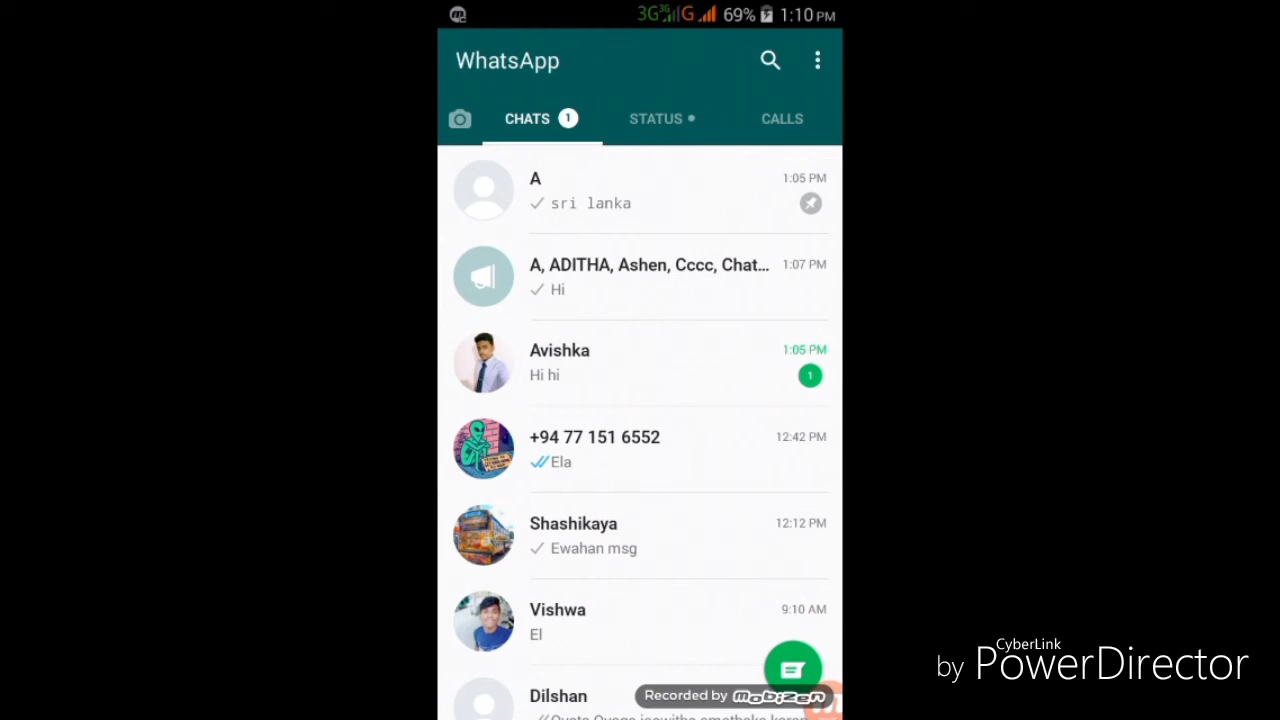 3G 3G G 69% 1:10 PM
WhatsApp
CHATS 1 STATUS CALLS
A 1:05 PM
sri lanka
A, ADITHA, Ashen, Cccc, Chat... 1:07 PM
Hi
Avishka 1:05 PM
Hi hi 1
+94 77 151 6552 12:42 PM
Ela
Shashikaya 12:12 PM
Ewahan msg
Vishwa 9:10 AM
El
Dilshan
Recorded by mobizen
by CyberLink PowerDirector